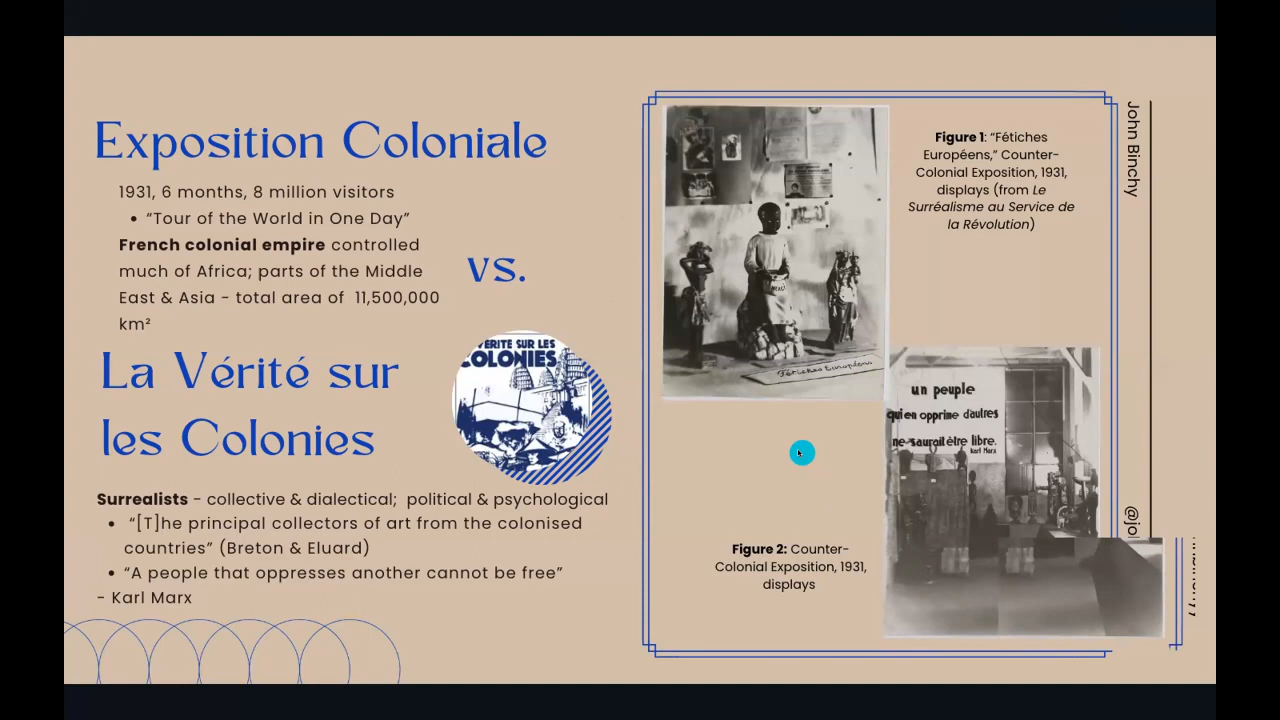 Exposition Coloniale
1931, 6 months, 8 million visitors
• “Tour of the World in One Day”
French colonial empire controlled
much of Africa; parts of the Middle
East & Asia - total area of 11,500,000
km²
vs.
La Vérité sur
les Colonies
VÉRITÉ SUR LES
COLONIES
Surrealists - collective & dialectical; political & psychological
• “[T]he principal collectors of art from the colonised
countries” (Breton & Eluard)
• “A people that oppresses another cannot be free”
- Karl Marx
Fétiches Européens
Figure 1: “Fétiches
Européens,” Counter-
Colonial Exposition, 1931,
displays (from Le
Surréalisme au Service de
la Révolution)
un peuple
qui en opprime d'autres
ne saurait être libre.
Karl Marx
Figure 2: Counter-
Colonial Exposition, 1931,
displays
John Binchy